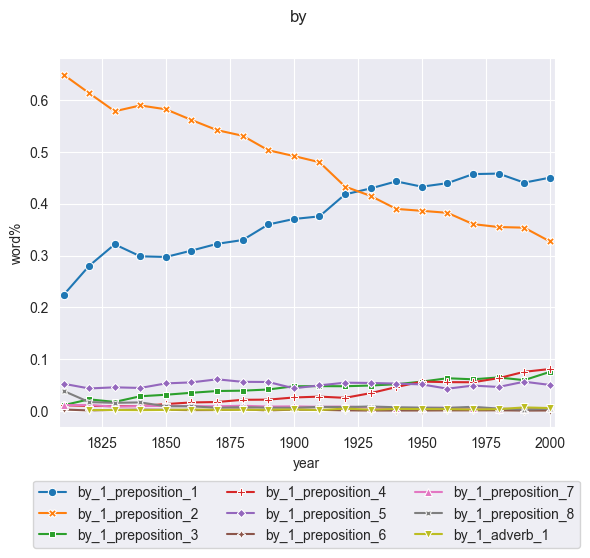 by
0.6
0.5
0.4
0.3
0.2
0.1
0.0
word%
1825 1850 1875 1900 1925 1950 1975 2000
year
by_1_preposition_1 by_1_preposition_4 by_1_preposition_7
by_1_preposition_2 by_1_preposition_5 by_1_preposition_8
by_1_preposition_3 by_1_preposition_6 by_1_adverb_1